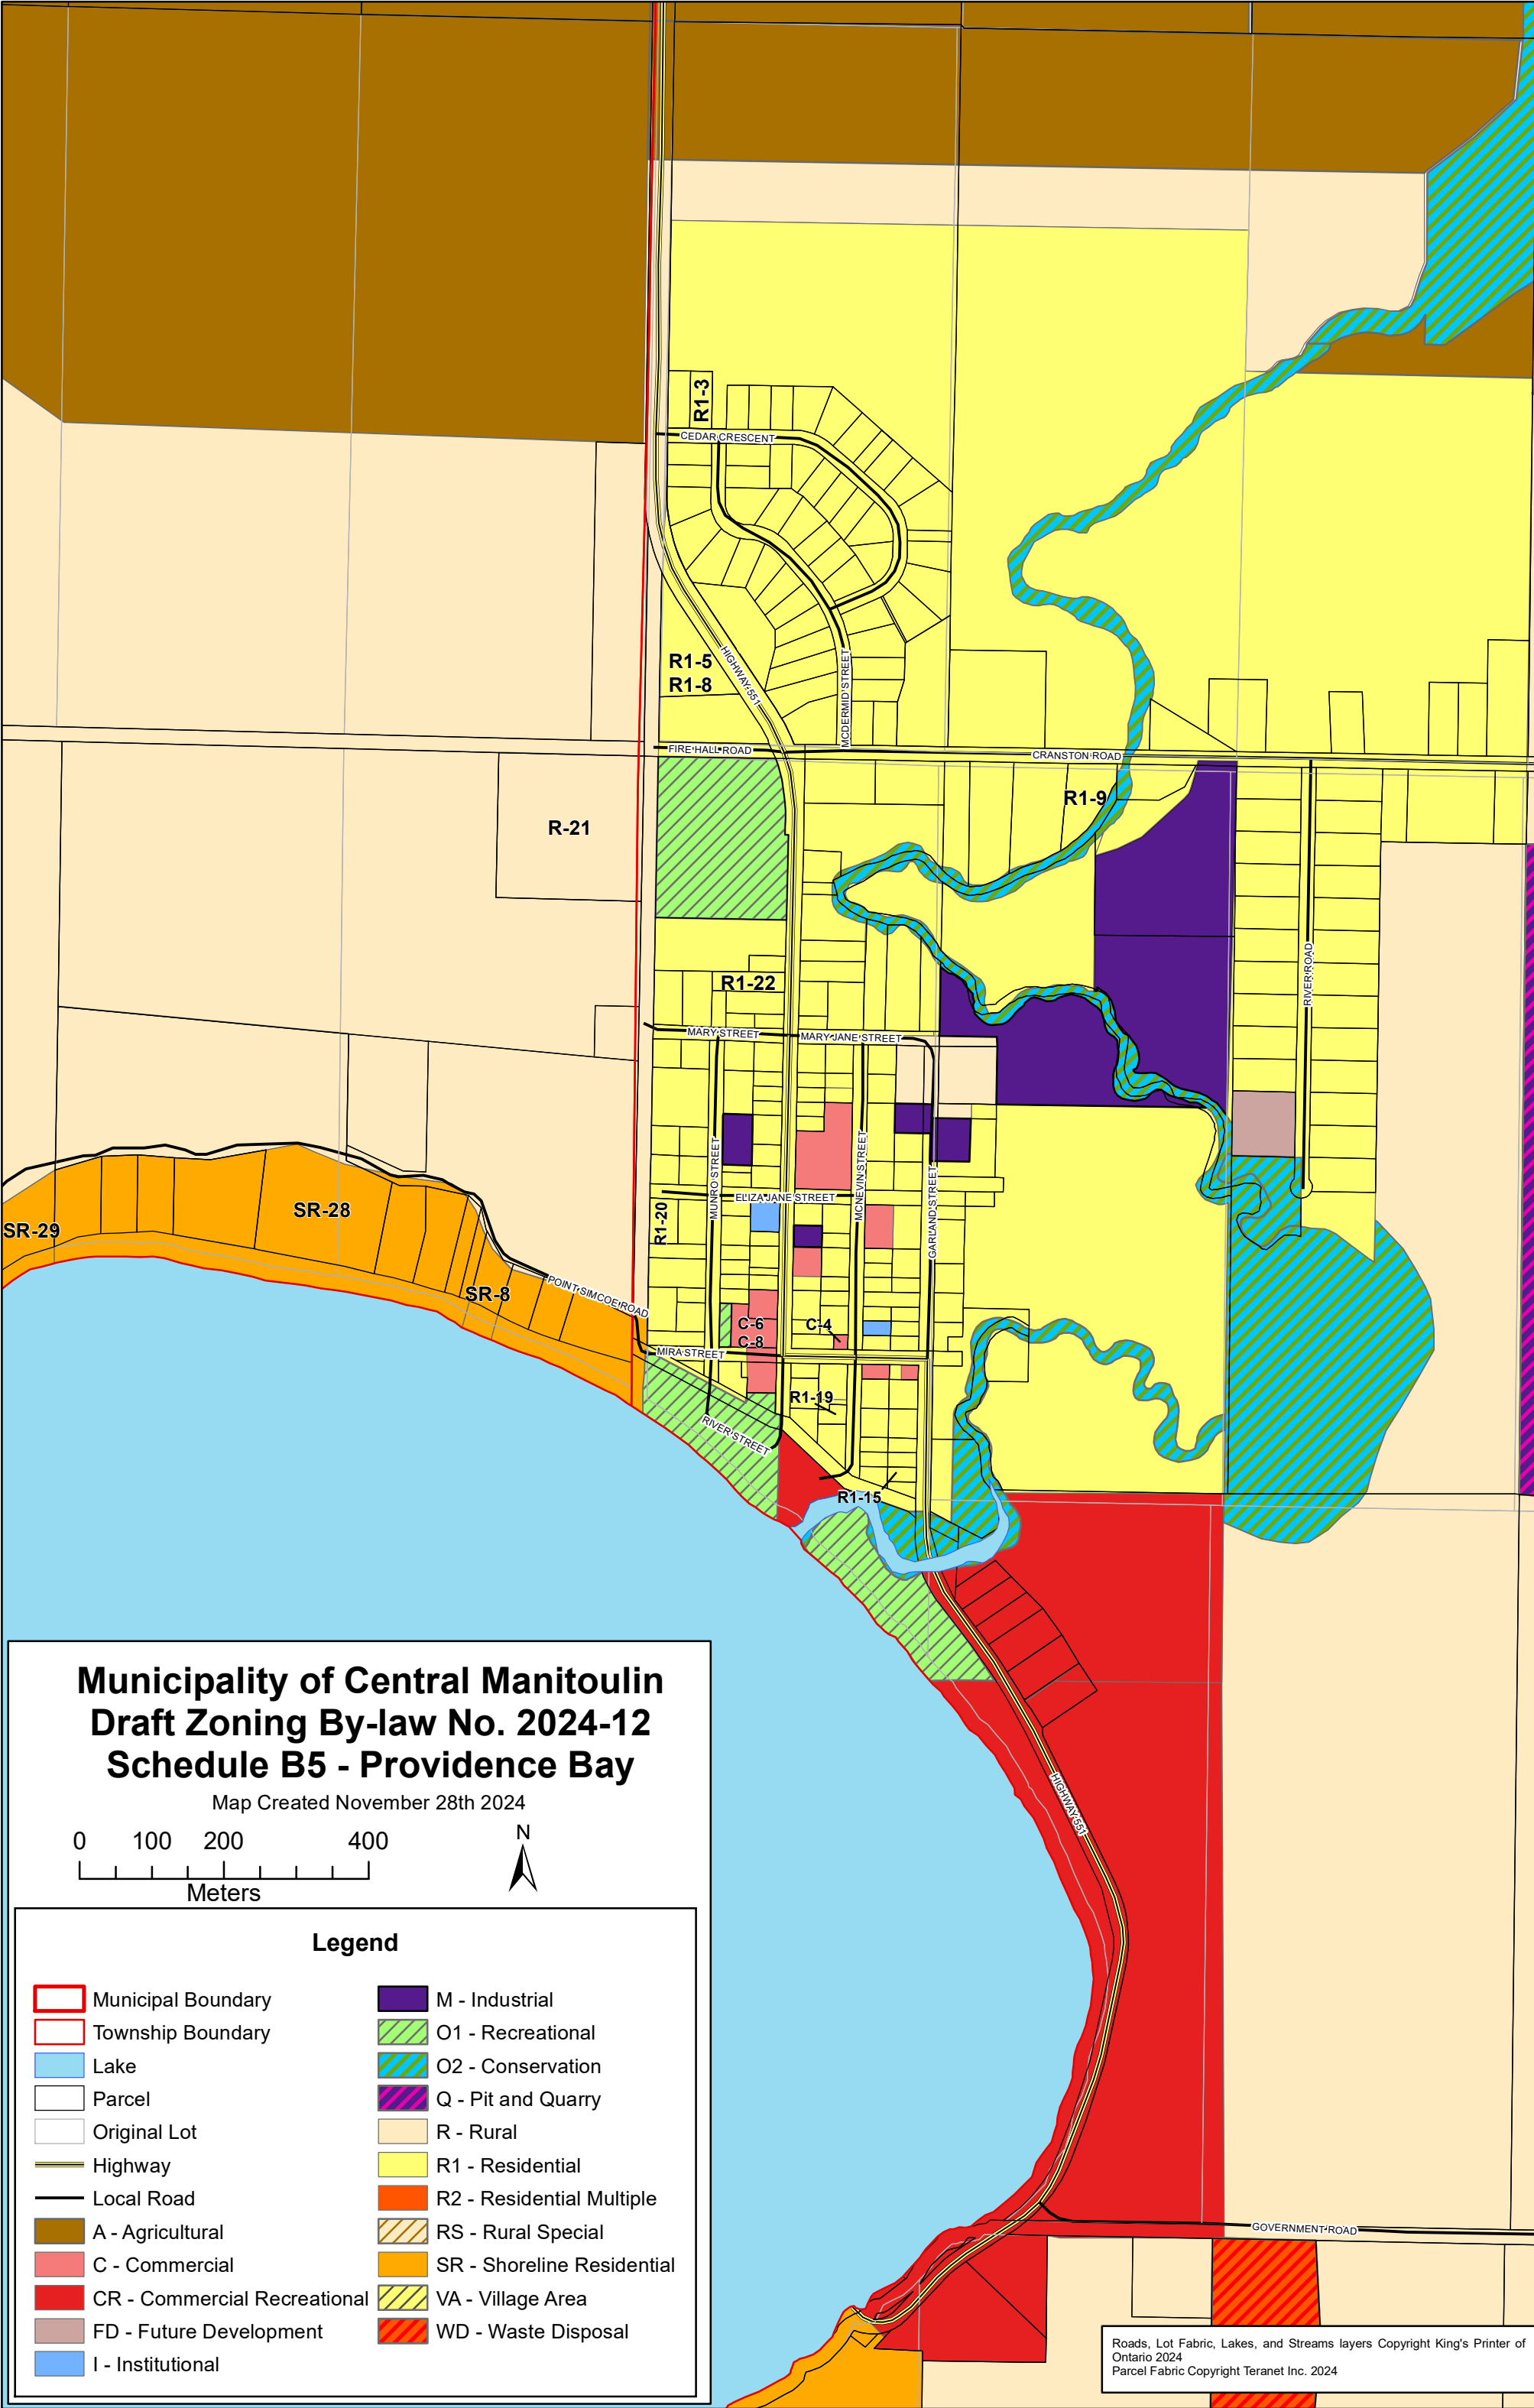 R1-3
CEDAR CRESCENT
HIGHWAY 551
R1-5
R1-8
MCDERMID STREET
FIRE HALL ROAD
CRANSTON ROAD
R1-9
R-21
RIVER ROAD
R1-22
MARY STREET
MARY JANE STREET
MUNRO STREET
MCNEVIN STREET
GARLAND STREET
ELIZA JANE STREET
R1-20
SR-28
SR-29
SR-8
POINT SIMCOE ROAD
C-6
C-8
C-4
MIRA STREET
R1-19
RIVER STREET
R1-15
HIGHWAY 551
GOVERNMENT ROAD
Municipality of Central Manitoulin
Draft Zoning By-law No. 2024-12
Schedule B5 - Providence Bay
Map Created November 28th 2024
0 100 200 400
Meters
N
Legend
Municipal Boundary
Township Boundary
Lake
Parcel
Original Lot
Highway
Local Road
A - Agricultural
C - Commercial
CR - Commercial Recreational
FD - Future Development
I - Institutional
M - Industrial
O1 - Recreational
O2 - Conservation
Q - Pit and Quarry
R - Rural
R1 - Residential
R2 - Residential Multiple
RS - Rural Special
SR - Shoreline Residential
VA - Village Area
WD - Waste Disposal
Roads, Lot Fabric, Lakes, and Streams layers Copyright King's Printer of
Ontario 2024
Parcel Fabric Copyright Teranet Inc. 2024